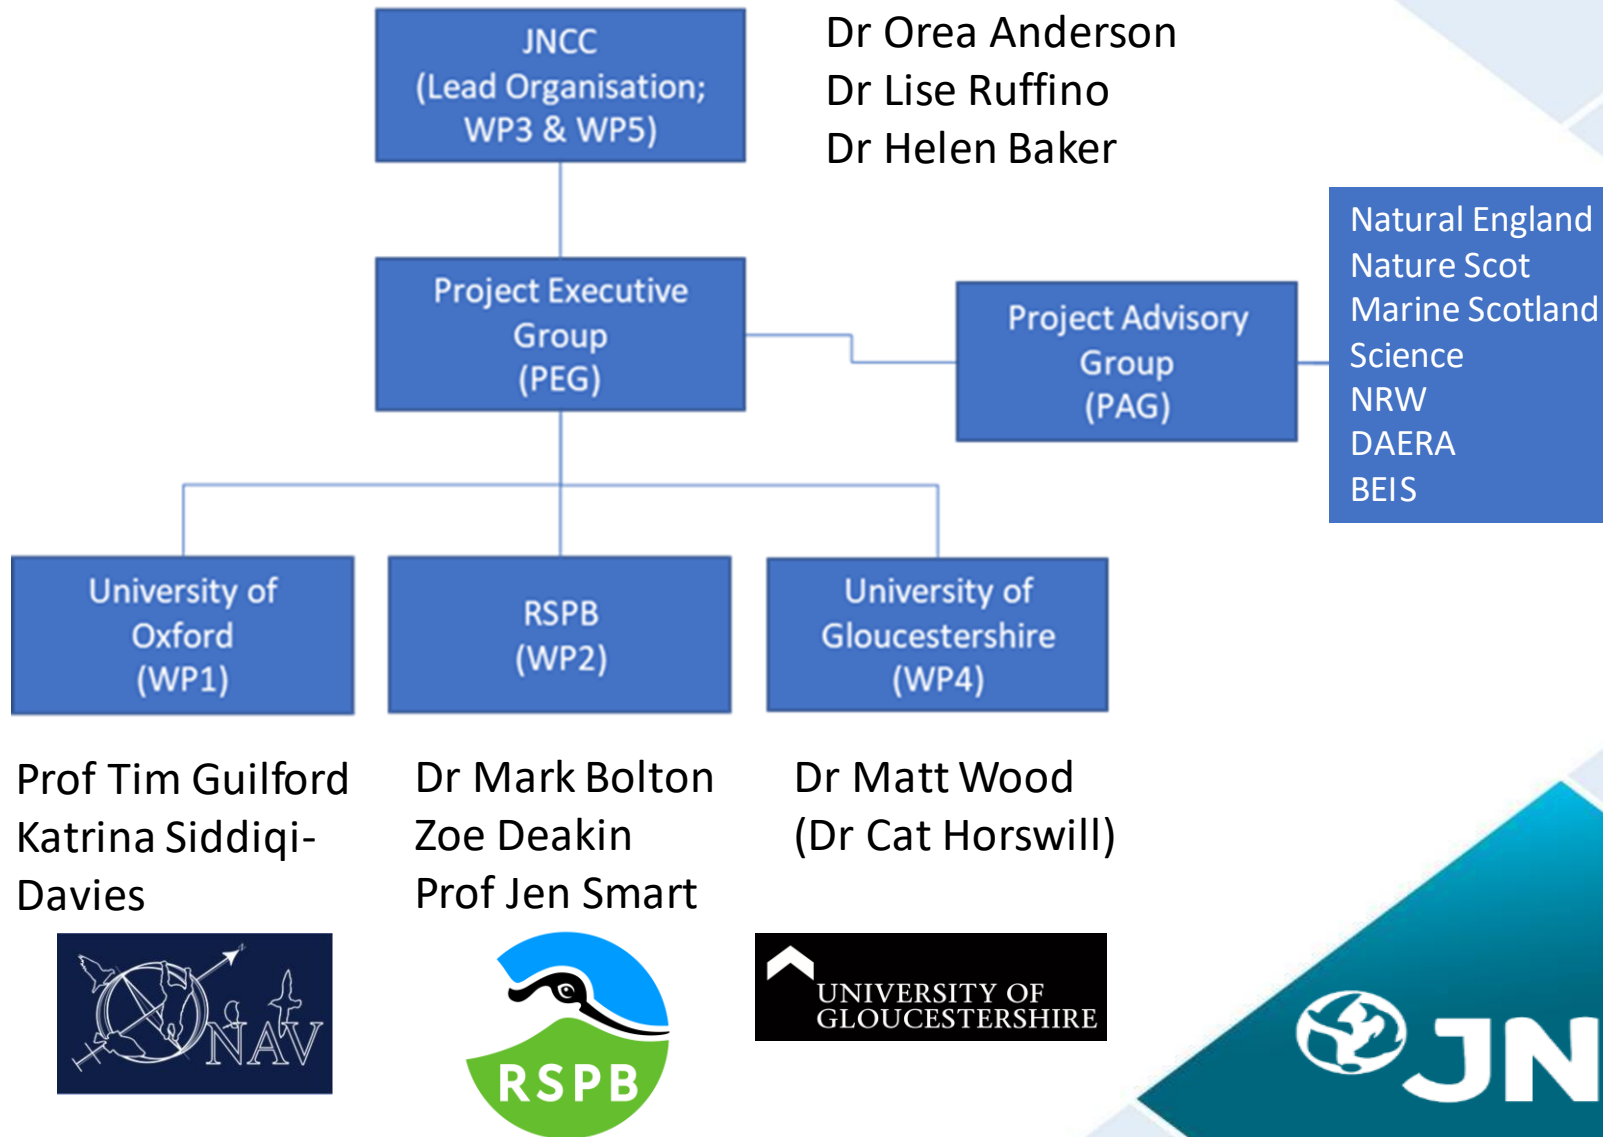 JNCC
(Lead Organisation;
WP3 & WP5)
Dr Orea Anderson
Dr Lise Ruffino
Dr Helen Baker
Project Executive
Group
(PEG)
Project Advisory
Group
(PAG)
Natural England
Nature Scot
Marine Scotland
Science
NRW
DAERA
BEIS
University of
Oxford
(WP1)
RSPB
(WP2)
University of
Gloucestershire
(WP4)
Prof Tim Guilford
Katrina Siddiqi-
Davies
Dr Mark Bolton
Zoe Deakin
Prof Jen Smart
Dr Matt Wood
(Dr Cat Horswill)
NAV
RSPB
UNIVERSITY OF
GLOUCESTERSHIRE
JN